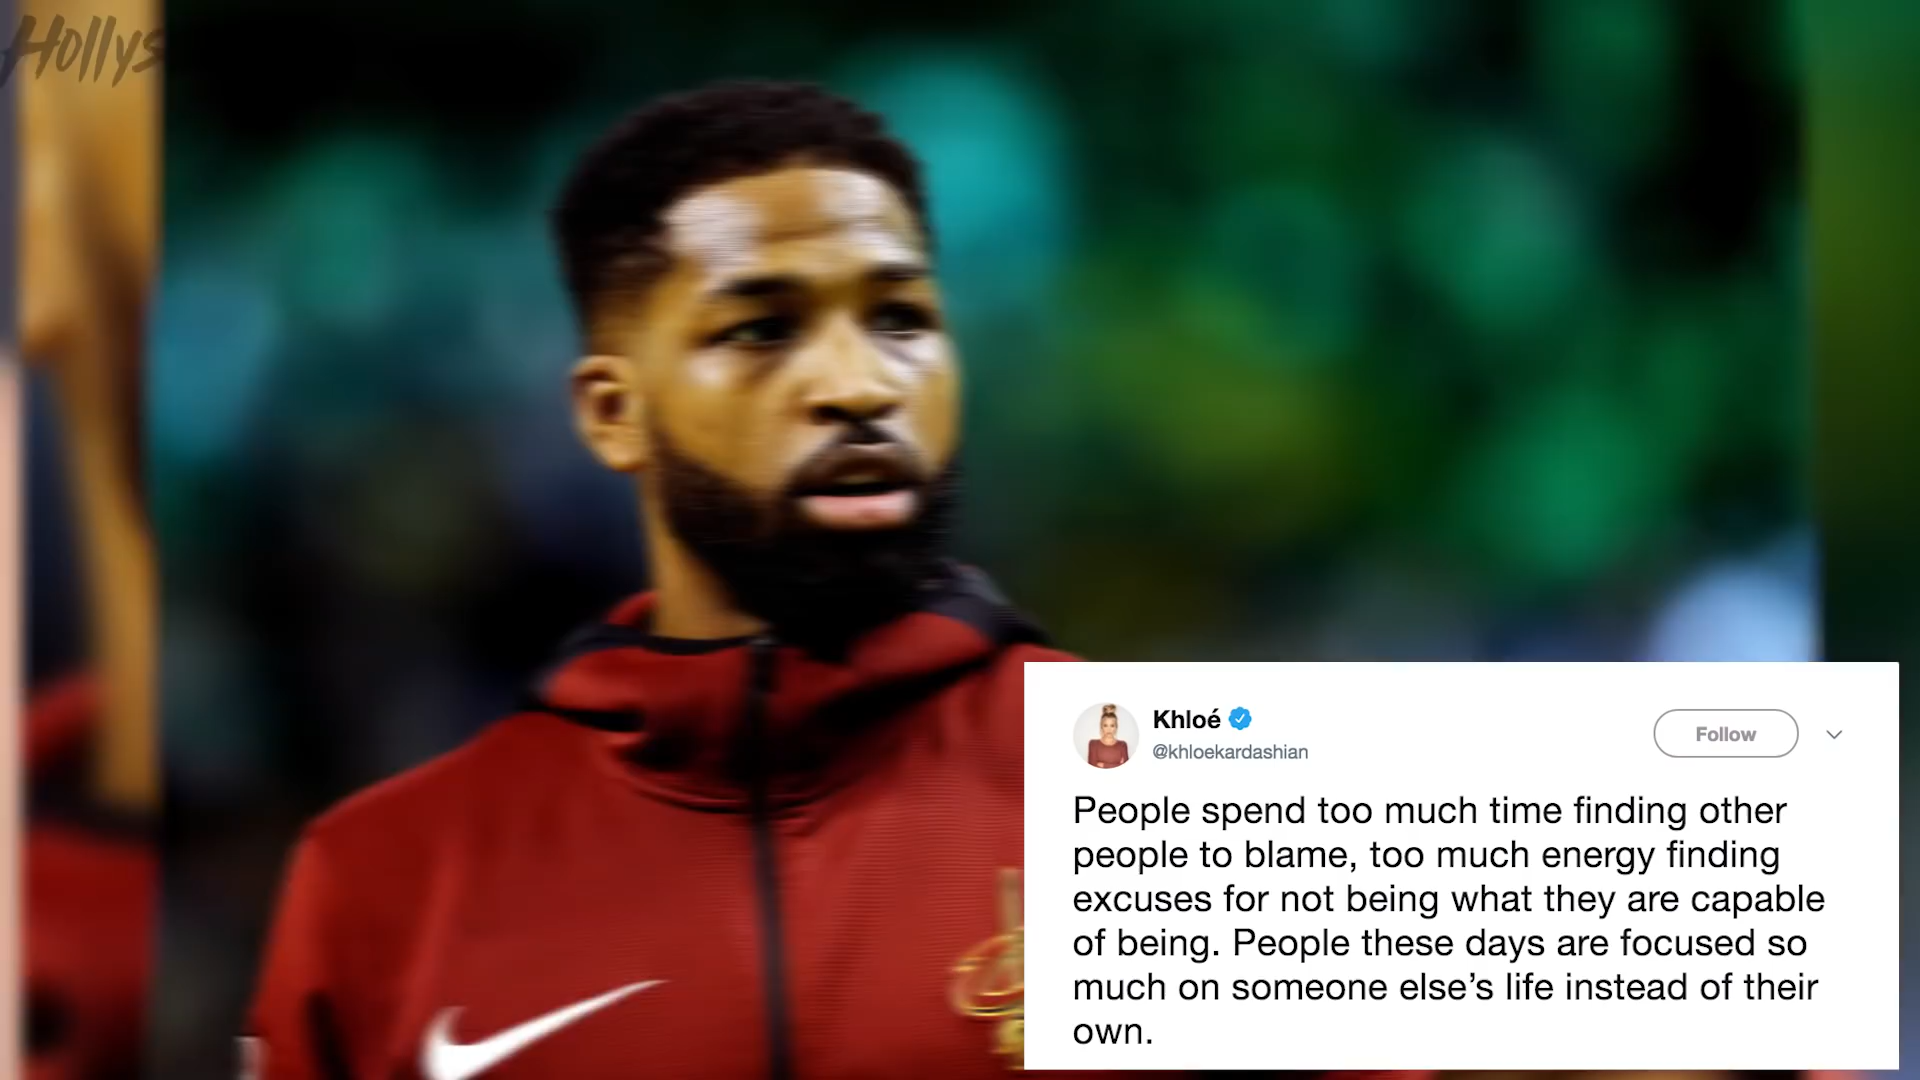 Hollys
Khloé
@khloekardashian
Follow
People spend too much time finding other
people to blame, too much energy finding
excuses for not being what they are capable
of being. People these days are focused so
much on someone else’s life instead of their
own.